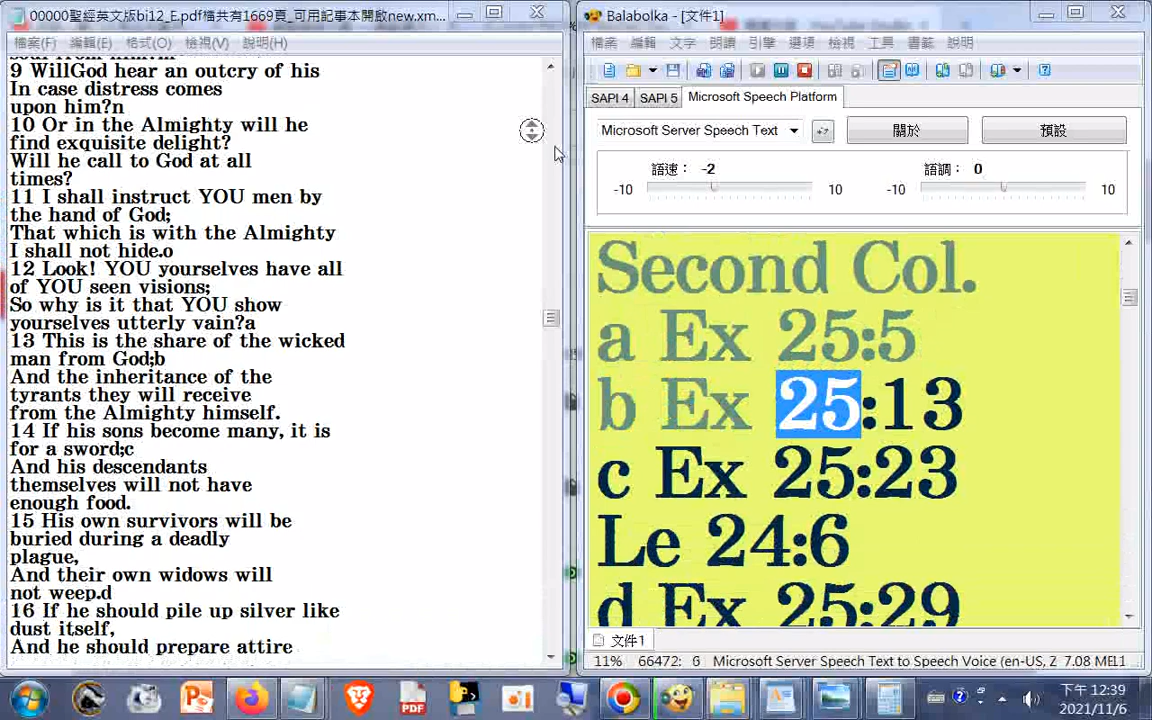 00000聖經英文版bi12_E.pdf檔共有1669頁_可用記事本開啟new.xm...
檔案(F) 編輯(E) 格式(O) 檢視(V) 說明(H)
9 WillGod hear an outcry of his
In case distress comes
upon him?n
10 Or in the Almighty will he
find exquisite delight?
Will he call to God at all
times?
11 I shall instruct YOU men by
the hand of God;
That which is with the Almighty
I shall not hide.o
12 Look! YOU yourselves have all
of YOU seen visions;
So why is it that YOU show
yourselves utterly vain?a
13 This is the share of the wicked
man from God;b
And the inheritance of the
tyrants they will receive
from the Almighty himself.
14 If his sons become many, it is
for a sword;c
And his descendants
themselves will not have
enough food.
15 His own survivors will be
buried during a deadly
plague,
And their own widows will
not weep.d
16 If he should pile up silver like
dust itself,
And he should prepare attire
Balabolka - [文件1]
檔案 編輯 文字 朗讀 引擎 選項 檢視 工具 書籤 說明
SAPI 4 SAPI 5 Microsoft Speech Platform
Microsoft Server Speech Text 關於 預設
語速: -2 語調: 0
-10 10 -10 10
Second Col.
a Ex 25:5
b Ex 25:13
c Ex 25:23
Le 24:6
d Ex 25:29
文件1
11% 66472: 6 Microsoft Server Speech Text to Speech Voice (en-US, Z 7.08 ME
PDF
下午 12:39
2021/11/6